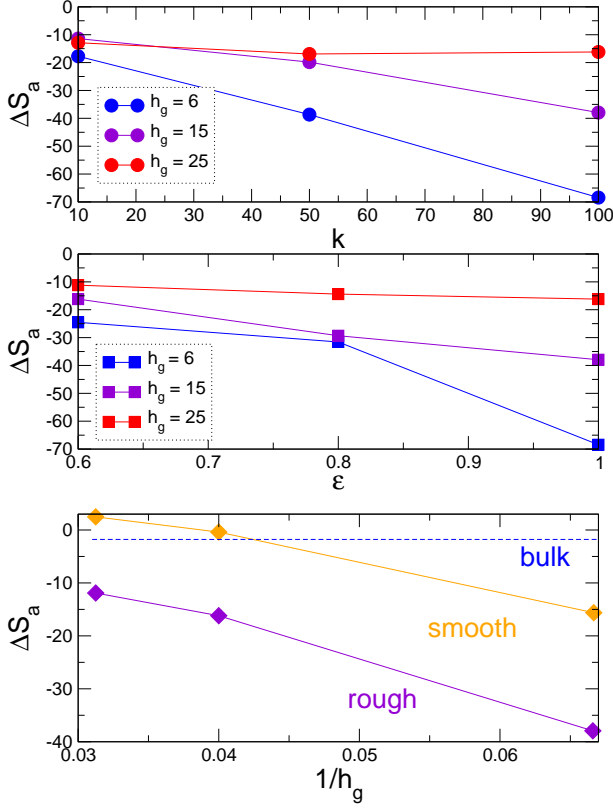 0
-10
-20
-30
-40
-50
-60
-70
ΔS_a
h_g = 6
h_g = 15
h_g = 25
10 20 30 40 50 60 70 80 90 100
k
0
-10
-20
-30
-40
-50
-60
-70
ΔS_a
h_g = 6
h_g = 15
h_g = 25
0.6 0.7 0.8 0.9 1
ε
0
-10
-20
-30
-40
ΔS_a
bulk
smooth
rough
0.03 0.04 0.05 0.06
1/h_g